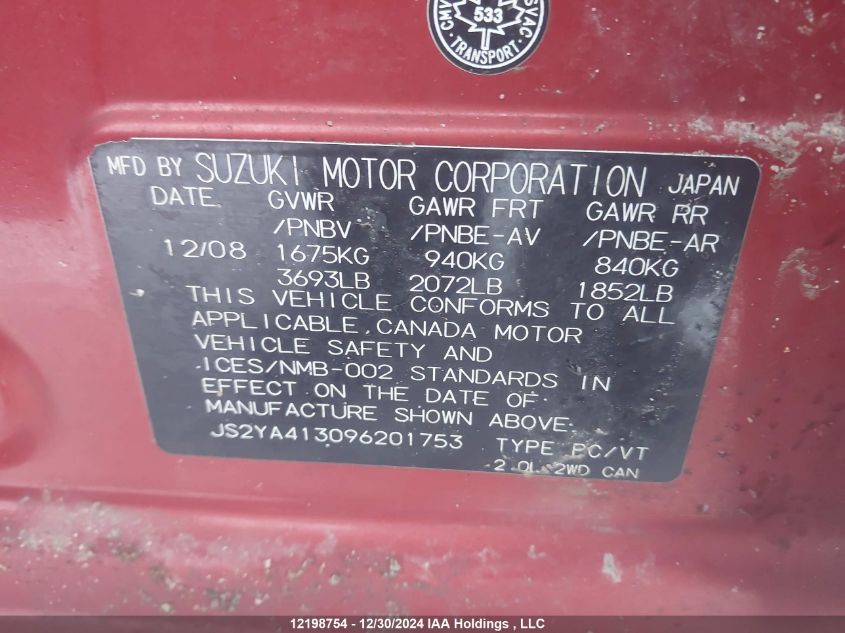 CMV
533
SVAC
TRANSPORT
MFD BY SUZUKI MOTOR CORPORATION JAPAN
DATE GVWR GAWR FRT GAWR RR
/PNBV /PNBE-AV /PNBE-AR
12/08 1675KG 940KG 840KG
3693LB 2072LB 1852LB
THIS VEHICLE CONFORMS TO ALL
APPLICABLE CANADA MOTOR
VEHICLE SAFETY AND
ICES/NMB-002 STANDARDS IN
EFFECT ON THE DATE OF
MANUFACTURE SHOWN ABOVE.
JS2YA413096201753 TYPE PC/VT
2.0L 2WD CAN
12198754 - 12/30/2024 IAA Holdings , LLC